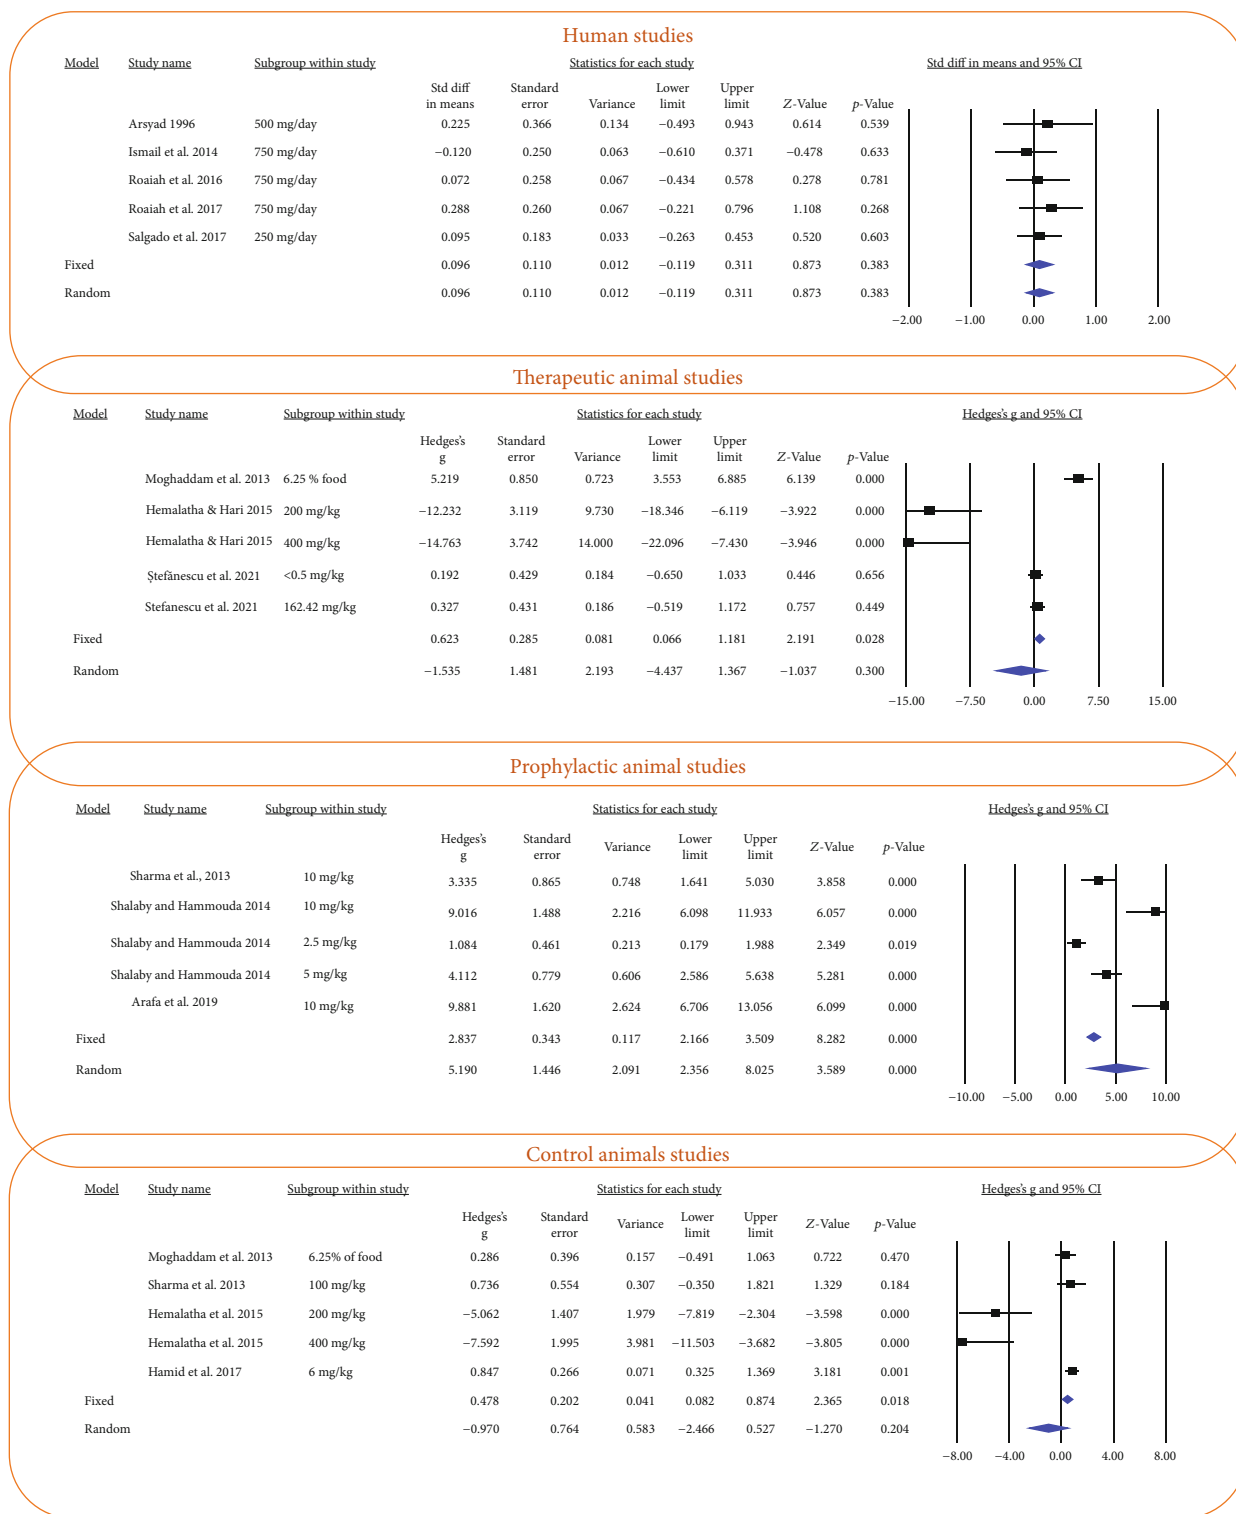 Human studies
Model Study name Subgroup within study Statistics for each study Std diff in means and 95% CI
Std diff in means Standard error Variance Lower limit Upper limit Z-Value p-Value
Arsyad 1996 500 mg/day 0.225 0.366 0.134 −0.493 0.943 0.614 0.539
Ismail et al. 2014 750 mg/day −0.120 0.250 0.063 −0.610 0.371 −0.478 0.633
Roaiah et al. 2016 750 mg/day 0.072 0.258 0.067 −0.434 0.578 0.278 0.781
Roaiah et al. 2017 750 mg/day 0.288 0.260 0.067 −0.221 0.796 1.108 0.268
Salgado et al. 2017 250 mg/day 0.095 0.183 0.033 −0.263 0.453 0.520 0.603
Fixed 0.096 0.110 0.012 −0.119 0.311 0.873 0.383
Random 0.096 0.110 0.012 −0.119 0.311 0.873 0.383
−2.00 −1.00 0.00 1.00 2.00
Therapeutic animal studies
Model Study name Subgroup within study Statistics for each study Hedges's g and 95% CI
Hedges's g Standard error Variance Lower limit Upper limit Z-Value p-Value
Moghaddam et al. 2013 6.25 % food 5.219 0.850 0.723 3.553 6.885 6.139 0.000
Hemalatha & Hari 2015 200 mg/kg −12.232 3.119 9.730 −18.346 −6.119 −3.922 0.000
Hemalatha & Hari 2015 400 mg/kg −14.763 3.742 14.000 −22.096 −7.430 −3.946 0.000
Ștefănescu et al. 2021 <0.5 mg/kg 0.192 0.429 0.184 −0.650 1.033 0.446 0.656
Stefanescu et al. 2021 162.42 mg/kg 0.327 0.431 0.186 −0.519 1.172 0.757 0.449
Fixed 0.623 0.285 0.081 0.066 1.181 2.191 0.028
Random −1.535 1.481 2.193 −4.437 1.367 −1.037 0.300
−15.00 −7.50 0.00 7.50 15.00
Prophylactic animal studies
Model Study name Subgroup within study Statistics for each study Hedges's g and 95% CI
Hedges's g Standard error Variance Lower limit Upper limit Z-Value p-Value
Sharma et al., 2013 10 mg/kg 3.335 0.865 0.748 1.641 5.030 3.858 0.000
Shalaby and Hammouda 2014 10 mg/kg 9.016 1.488 2.216 6.098 11.933 6.057 0.000
Shalaby and Hammouda 2014 2.5 mg/kg 1.084 0.461 0.213 0.179 1.988 2.349 0.019
Shalaby and Hammouda 2014 5 mg/kg 4.112 0.779 0.606 2.586 5.638 5.281 0.000
Arafa et al. 2019 10 mg/kg 9.881 1.620 2.624 6.706 13.056 6.099 0.000
Fixed 2.837 0.343 0.117 2.166 3.509 8.282 0.000
Random 5.190 1.446 2.091 2.356 8.025 3.589 0.000
−10.00 −5.00 0.00 5.00 10.00
Control animals studies
Model Study name Subgroup within study Statistics for each study Hedges's g and 95% CI
Hedges's g Standard error Variance Lower limit Upper limit Z-Value p-Value
Moghaddam et al. 2013 6.25% of food 0.286 0.396 0.157 −0.491 1.063 0.722 0.470
Sharma et al. 2013 100 mg/kg 0.736 0.554 0.307 −0.350 1.821 1.329 0.184
Hemalatha et al. 2015 200 mg/kg −5.062 1.407 1.979 −7.819 −2.304 −3.598 0.000
Hemalatha et al. 2015 400 mg/kg −7.592 1.995 3.981 −11.503 −3.682 −3.805 0.000
Hamid et al. 2017 6 mg/kg 0.847 0.266 0.071 0.325 1.369 3.181 0.001
Fixed 0.478 0.202 0.041 0.082 0.874 2.365 0.018
Random −0.970 0.764 0.583 −2.466 0.527 −1.270 0.204
−8.00 −4.00 0.00 4.00 8.00